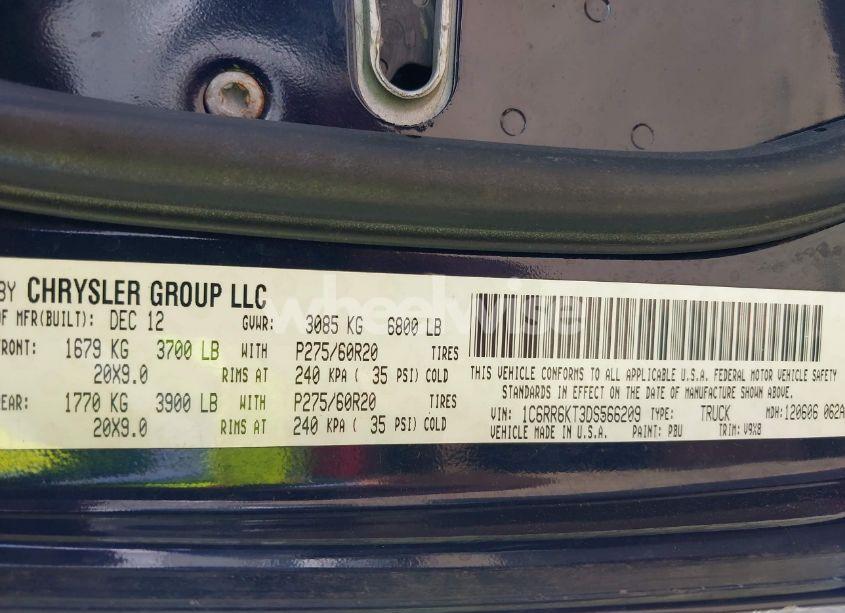 BY CHRYSLER GROUP LLC
OF MFR(BUILT): DEC 12 GVWR: 3085 KG 6800 LB
FRONT: 1679 KG 3700 LB WITH P275/60R20 TIRES
20X9.0 RIMS AT 240 KPA ( 35 PSI) COLD
EAR: 1770 KG 3900 LB WITH P275/60R20 TIRES
20X9.0 RIMS AT 240 KPA ( 35 PSI) COLD
THIS VEHICLE CONFORMS TO ALL APPLICABLE U.S.A. FEDERAL MOTOR VEHICLE SAFETY
STANDARDS IN EFFECT ON THE DATE OF MANUFACTURE SHOWN ABOVE.
VIN: 1C6RR6KT3DS566209 TYPE: TRUCK MDH:120606 062A
VEHICLE MADE IN U.S.A. PAINT: PBU TRIM: V9X8
wheelwise